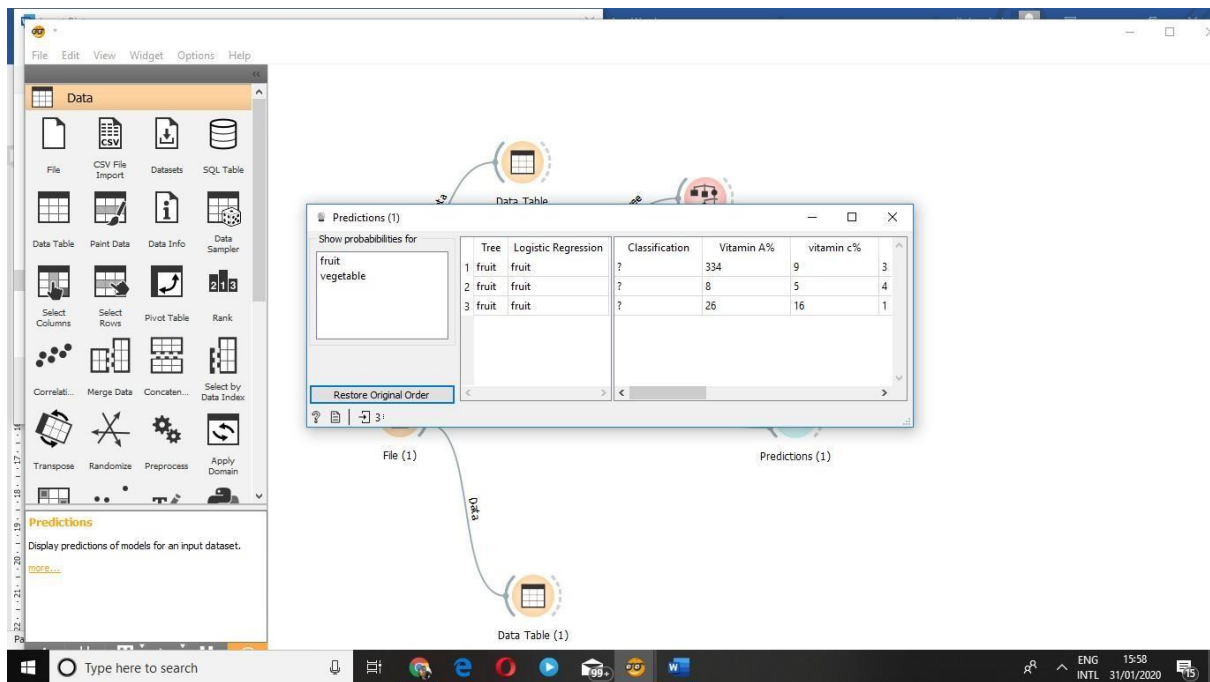 File Edit View Widget Options Help
Data
File
CSV File Import
Datasets
SQL Table
Data Table
Paint Data
Data Info
Data Sampler
Select Columns
Select Rows
Pivot Table
Rank
Correlati...
Merge Data
Concaten...
Select by Data Index
Transpose
Randomize
Preprocess
Apply Domain
Predictions
Display predictions of models for an input dataset.
more...
Data
Data Table
Predictions (1)
Show probabibilities for
fruit
vegetable
Restore Original Order
3
Tree Logistic Regression Classification Vitamin A% vitamin c%
1 fruit fruit ? 334 9 3
2 fruit fruit ? 8 5 4
3 fruit fruit ? 26 16 1
File (1)
Predictions (1)
Data
Data Table (1)
Pa
Type here to search
99+
ENG
INTL
15:58
31/01/2020
15